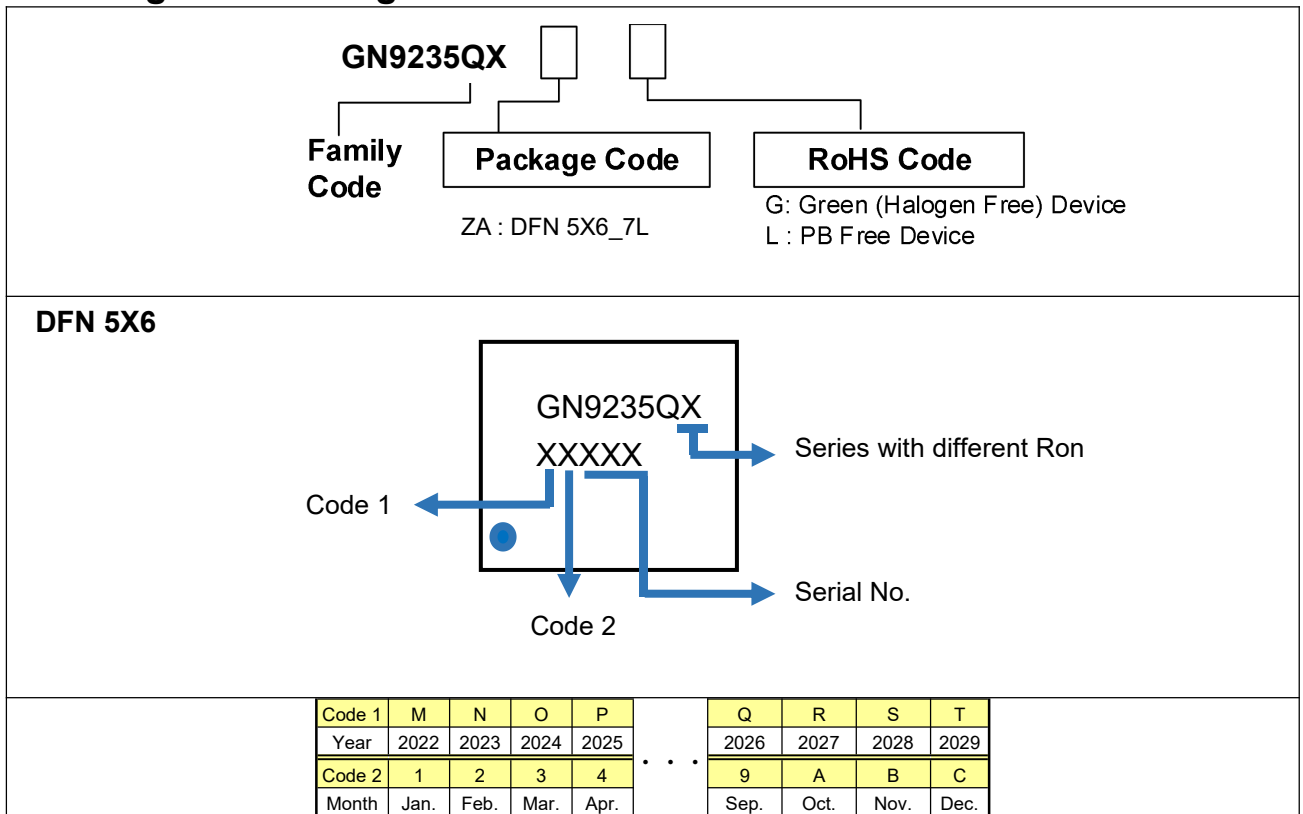 GN9235QX
Family Code
Package Code
RoHS Code
ZA : DFN 5X6_7L
G: Green (Halogen Free) Device
L : PB Free Device
DFN 5X6
GN9235QX
XXXXX
Series with different Ron
Code 1
Serial No.
Code 2
Code 1 M N O P Q R S T
Year 2022 2023 2024 2025 . . . 2026 2027 2028 2029
Code 2 1 2 3 4 9 A B C
Month Jan. Feb. Mar. Apr. Sep. Oct. Nov. Dec.